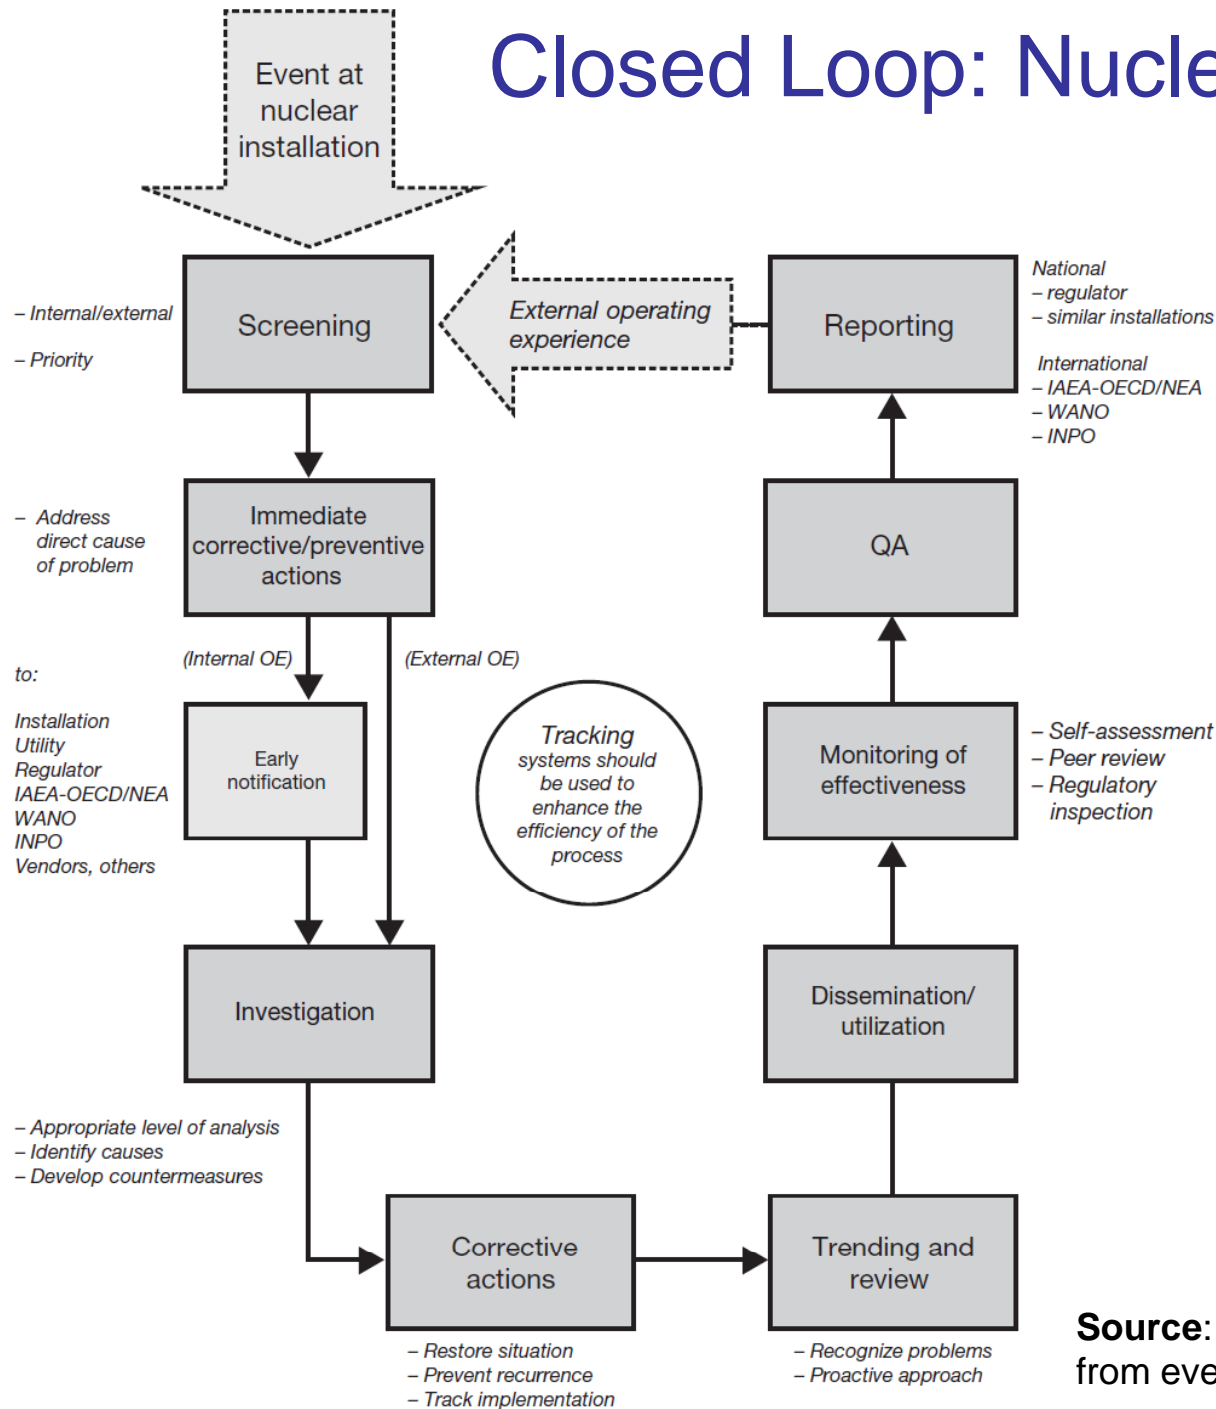 Closed Loop: Nucle
Event at
nuclear
installation
– Internal/external
– Priority
Screening
External operating
experience
Reporting
National
– regulator
– similar installations
International
– IAEA-OECD/NEA
– WANO
– INPO
– Address
direct cause
of problem
Immediate
corrective/preventive
actions
QA
(Internal OE)
(External OE)
to:
Installation
Utility
Regulator
IAEA-OECD/NEA
WANO
INPO
Vendors, others
Early
notification
Tracking
systems should
be used to
enhance the
efficiency of the
process
Monitoring of
effectiveness
– Self-assessment
– Peer review
– Regulatory
inspection
Investigation
Dissemination/
utilization
– Appropriate level of analysis
– Identify causes
– Develop countermeasures
Corrective
actions
Trending and
review
– Restore situation
– Prevent recurrence
– Track implementation
– Recognize problems
– Proactive approach
Source:
from eve